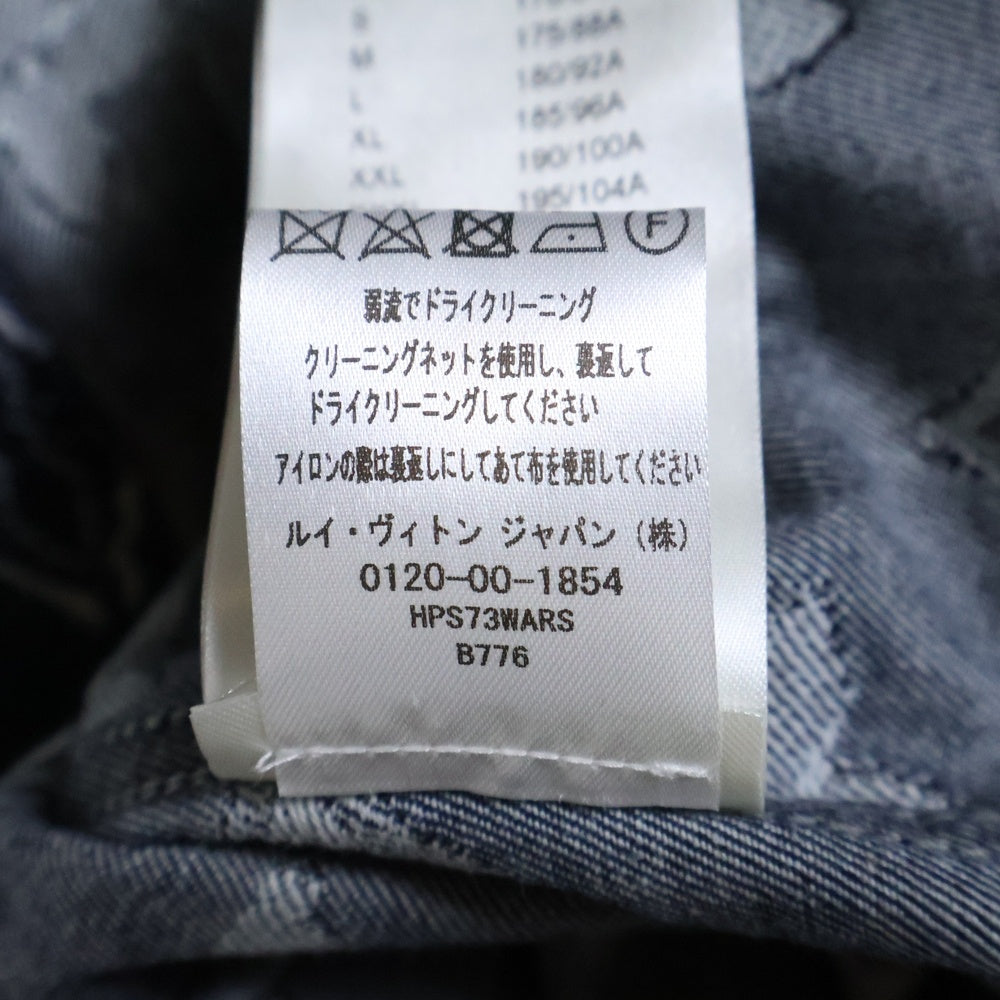 S 175/88A
M 180/92A
L 185/96A
XL 190/100A
XXL 195/104A
F
弱流でドライクリーニング
クリーニングネットを使用し、裏返して
ドライクリーニングしてください
アイロンの際は裏返しにしてあて布を使用してください
ルイ・ヴィトン ジャパン（株）
0120-00-1854
HPS73WARS
B776